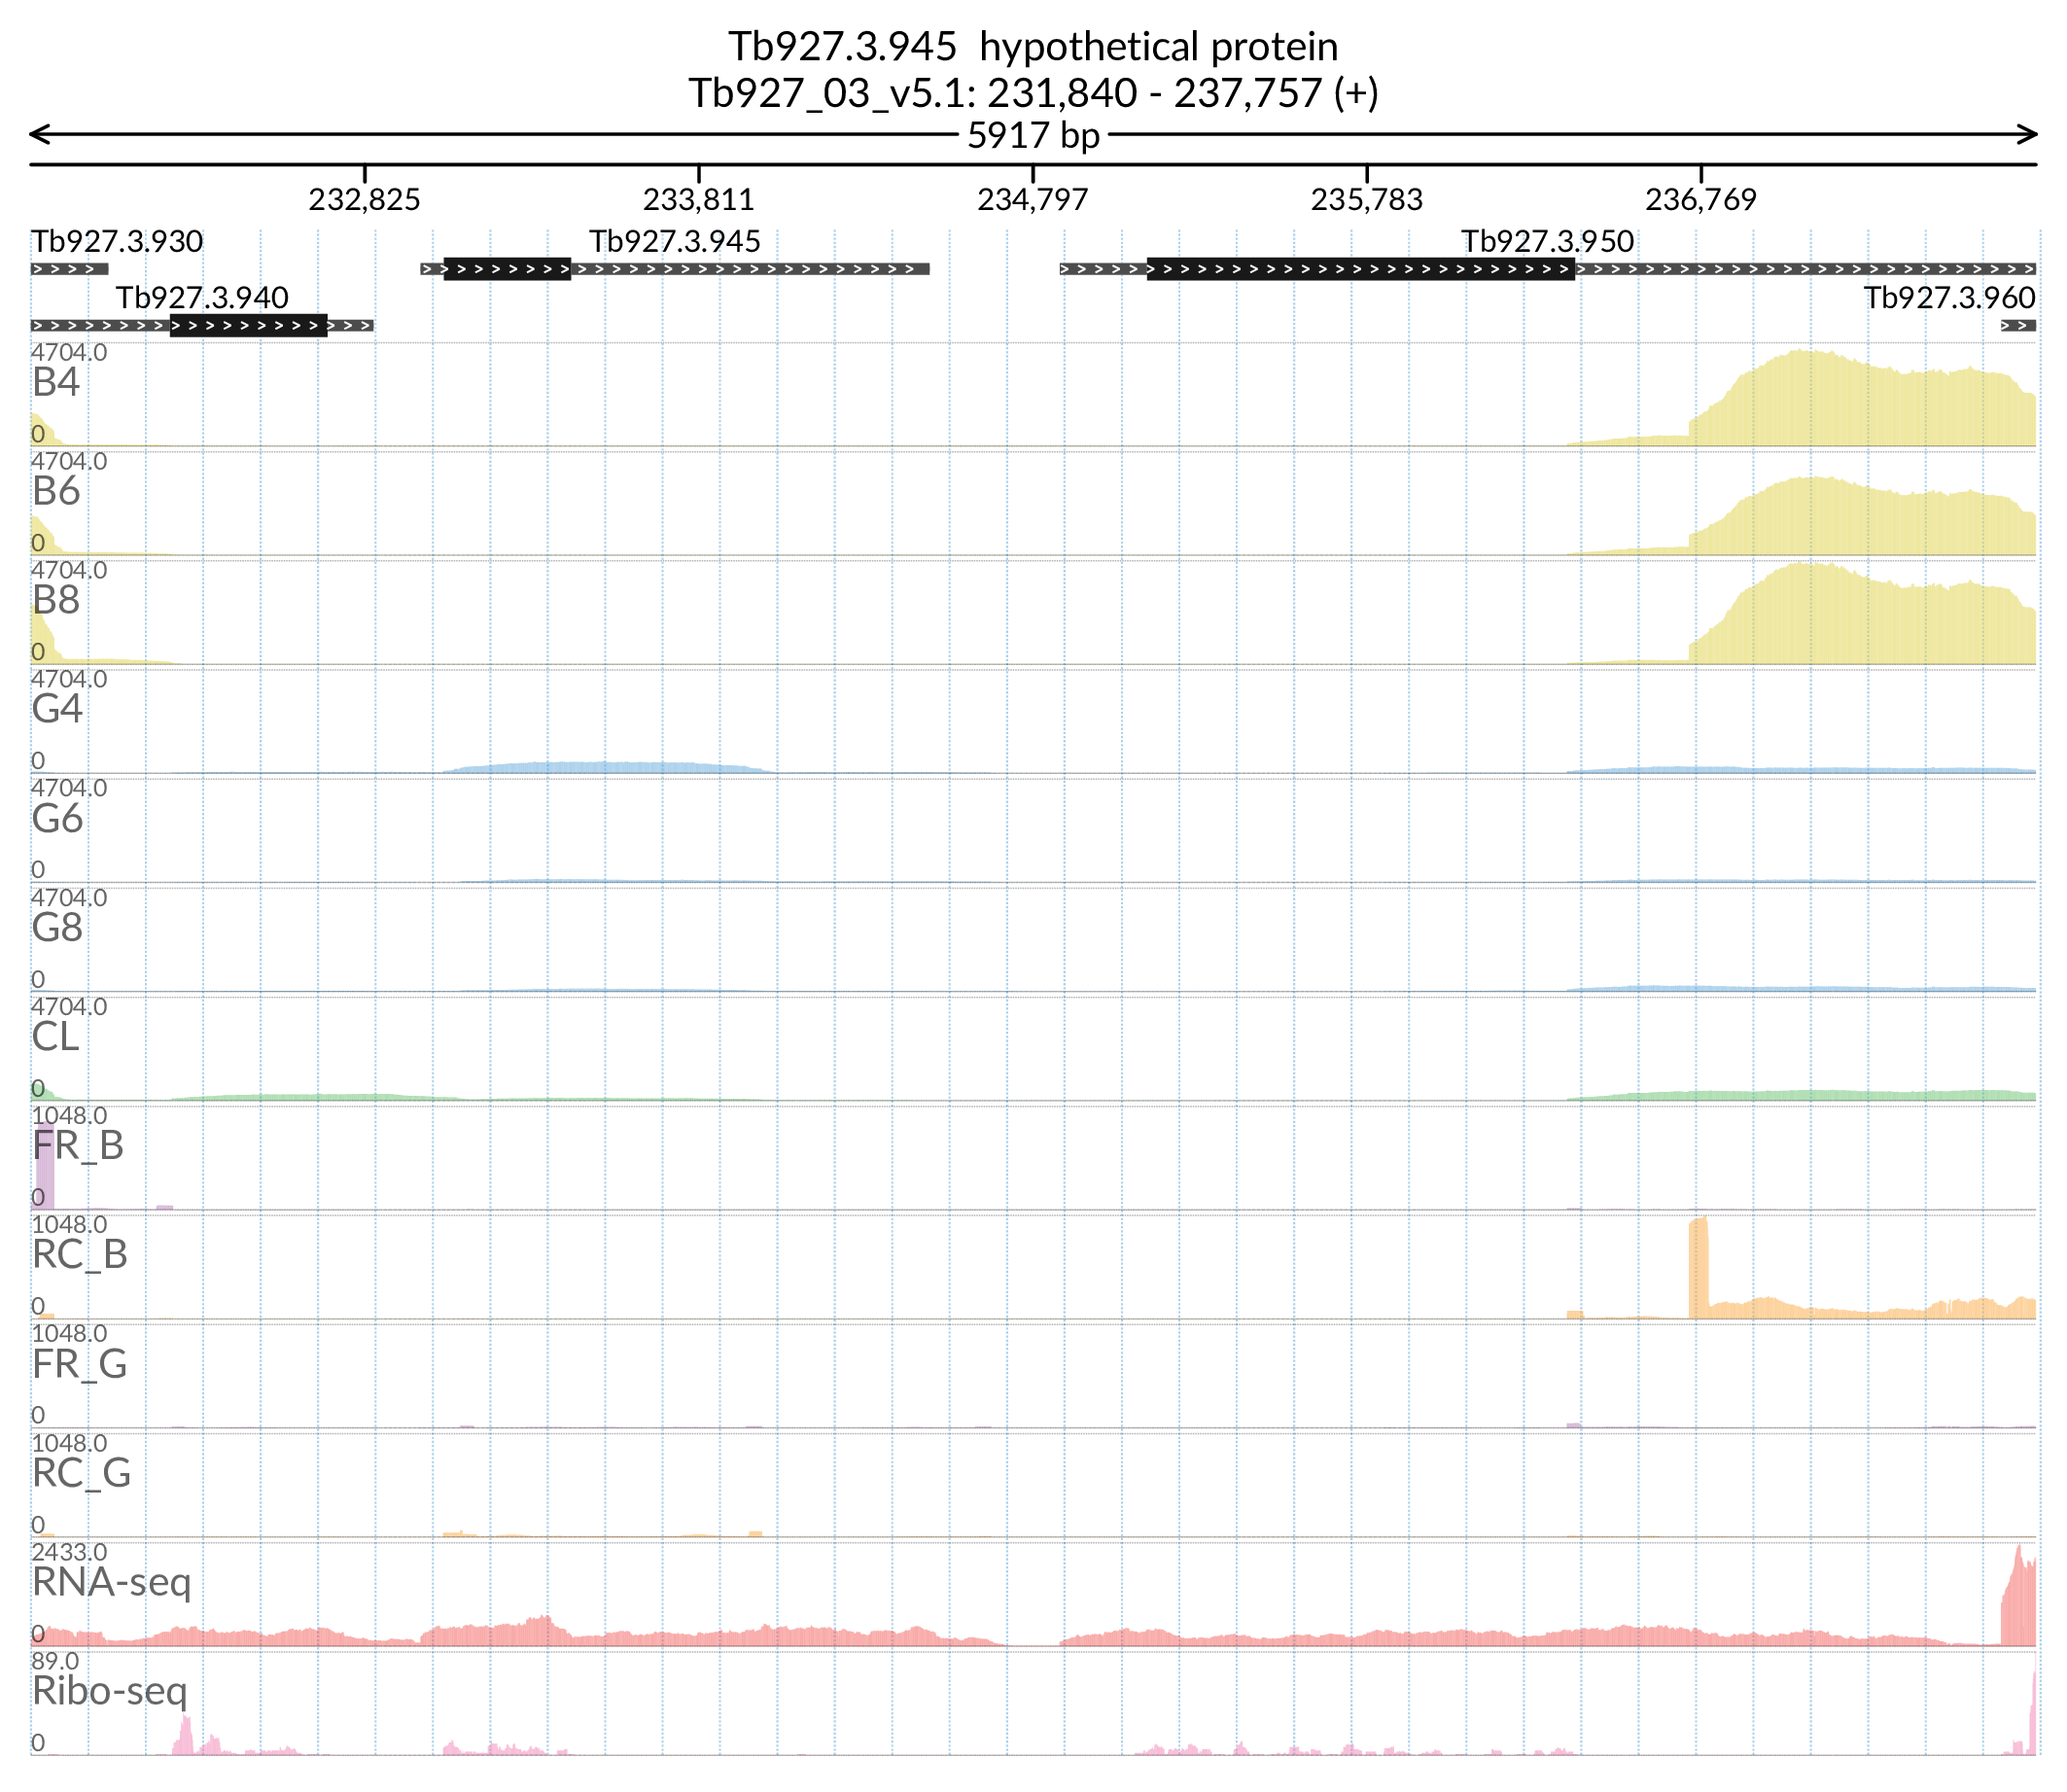 Tb927.3.945 hypothetical protein
Tb927_03_v5.1: 231,840 - 237,757 (+)
5917 bp
232,825 233,811 234,797 235,783 236,769
Tb927.3.930 Tb927.3.945 Tb927.3.950
Tb927.3.940 Tb927.3.960
4704.0
B4
0
4704.0
B6
0
4704.0
B8
0
4704.0
G4
0
4704.0
G6
0
4704.0
G8
0
4704.0
CL
0
1048.0
FR_B
0
1048.0
RC_B
0
1048.0
FR_G
0
1048.0
RC_G
0
2433.0
RNA-seq
0
89.0
Ribo-seq
0